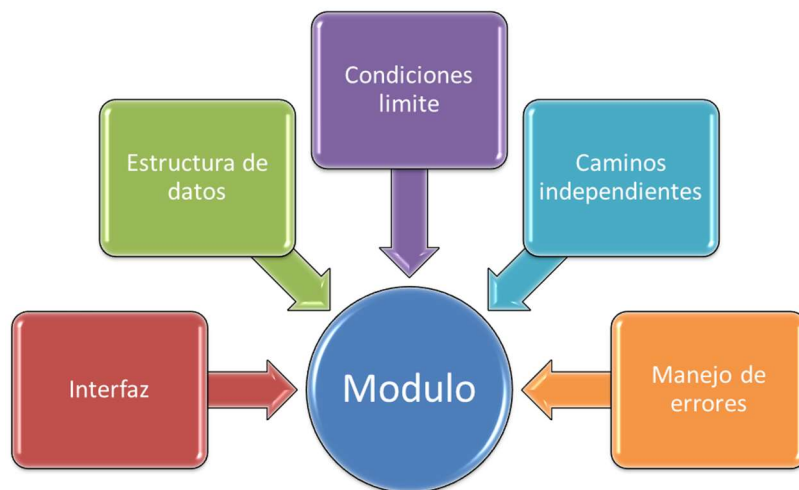 Condiciones
limite
Estructura de
datos
Caminos
independientes
Interfaz
Modulo
Manejo de
errores